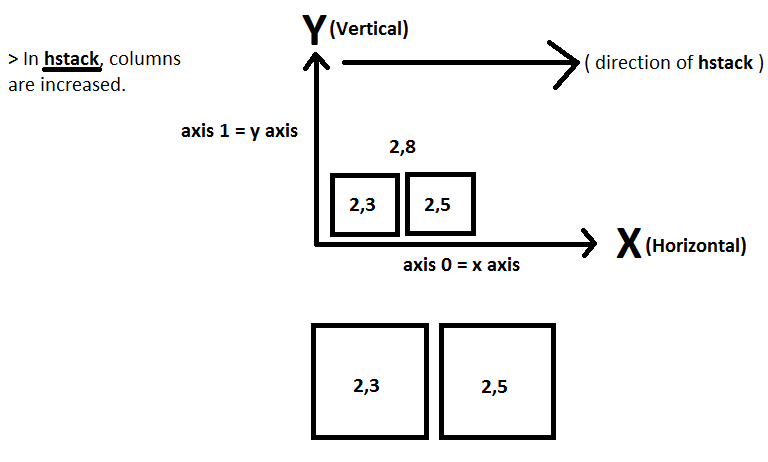 Y (Vertical)
> In hstack, columns
are increased.
( direction of hstack )
axis 1 = y axis
2,8
2,3
2,5
X (Horizontal)
axis 0 = x axis
2,3
2,5